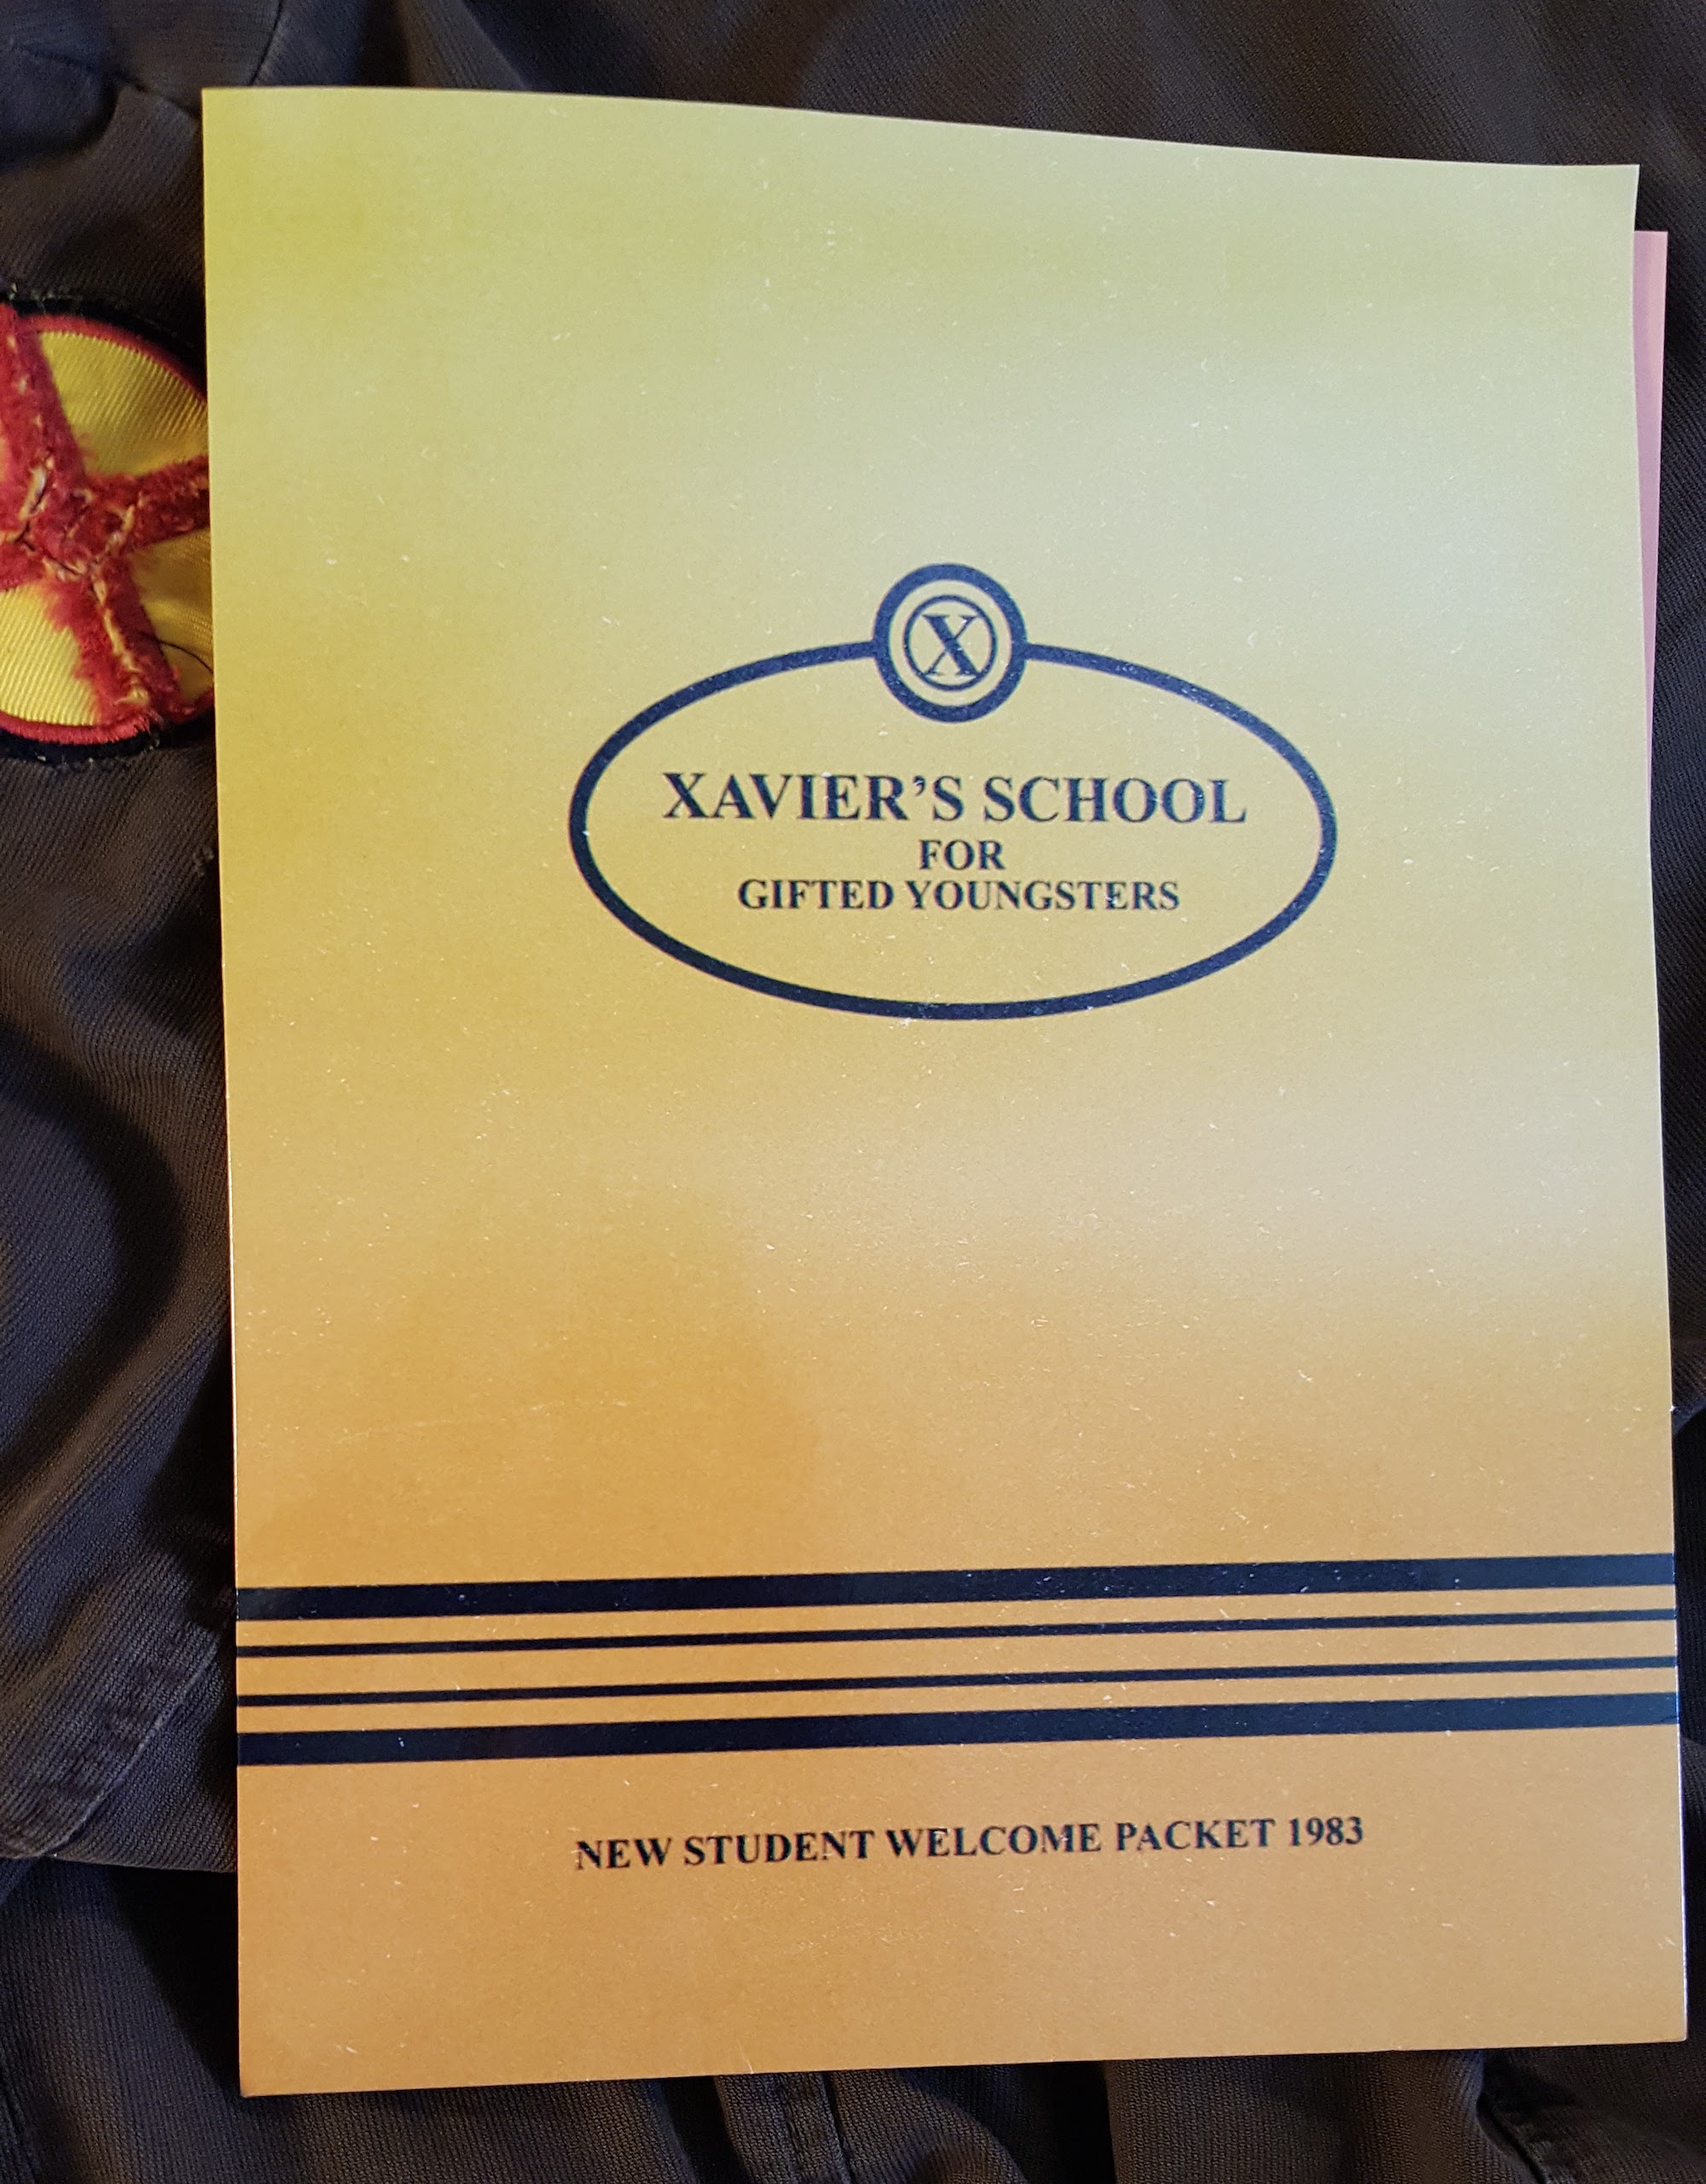 X
XAVIER'S SCHOOL
FOR
GIFTED YOUNGSTERS
NEW STUDENT WELCOME PACKET 1983